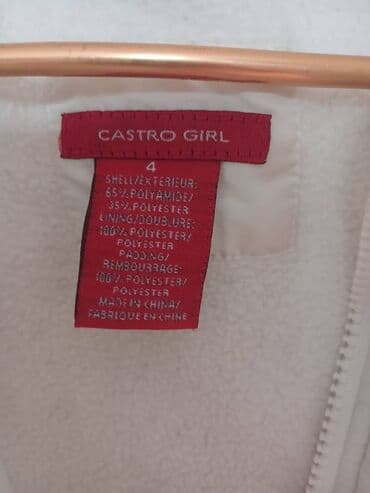 CASTRO GIRL
4
SHELL/EXTERIEUR:
65% POLYAMIDE/
35% POLYESTER
LINING/DOUBLURE:
100% POLYESTER/
POLYESTER
PADDING/
REMBOURRAGE:
100% POLYESTER/
POLYESTER
MADE IN CHINA/
FABRIQUE EN CHINE